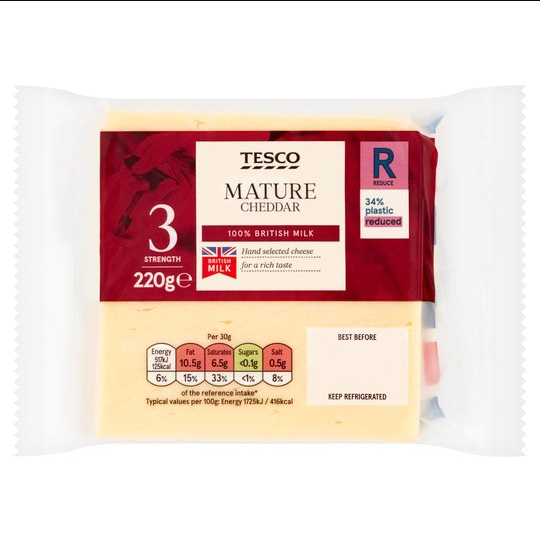 TESCO
MATURE
CHEDDAR
100% BRITISH MILK
BRITISH
MILK
Hand selected cheese
for a rich taste
3
STRENGTH
220g℮
R
REDUCE
34%
plastic
reduced
Per 30g
Energy
517kJ
125kcal
6%
Fat
10.5g
15%
Saturates
6.5g
33%
Sugars
<0.1g
<1%
Salt
0.5g
8%
of the reference intake*
Typical values per 100g: Energy 1725kJ / 416kcal
BEST BEFORE
KEEP REFRIGERATED